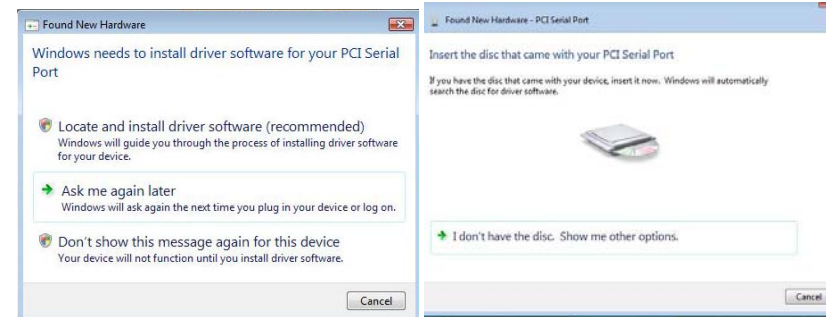 Found New Hardware
Windows needs to install driver software for your PCI Serial
Port
Locate and install driver software (recommended)
Windows will guide you through the process of installing driver software
for your device.
Ask me again later
Windows will ask again the next time you plug in your device or log on.
Don't show this message again for this device
Your device will not function until you install driver software.
Cancel
Found New Hardware - PCI Serial Port
Insert the disc that came with your PCI Serial Port
If you have the disc that came with your device, insert it now. Windows will automatically
search the disc for driver software.
I don't have the disc. Show me other options.
Cancel